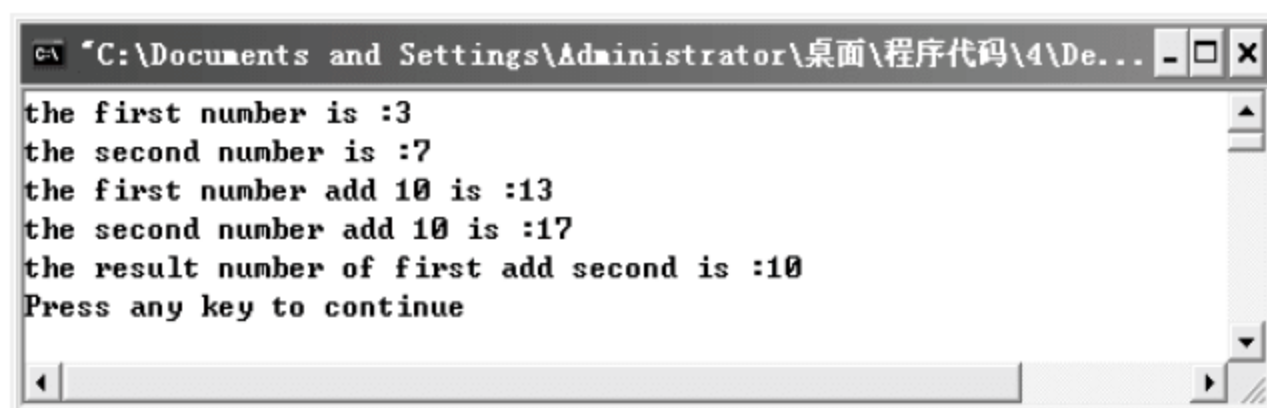 "C:\Documents and Settings\Administrator\桌面\程序代码\4\De...
the first number is :3
the second number is :7
the first number add 10 is :13
the second number add 10 is :17
the result number of first add second is :10
Press any key to continue